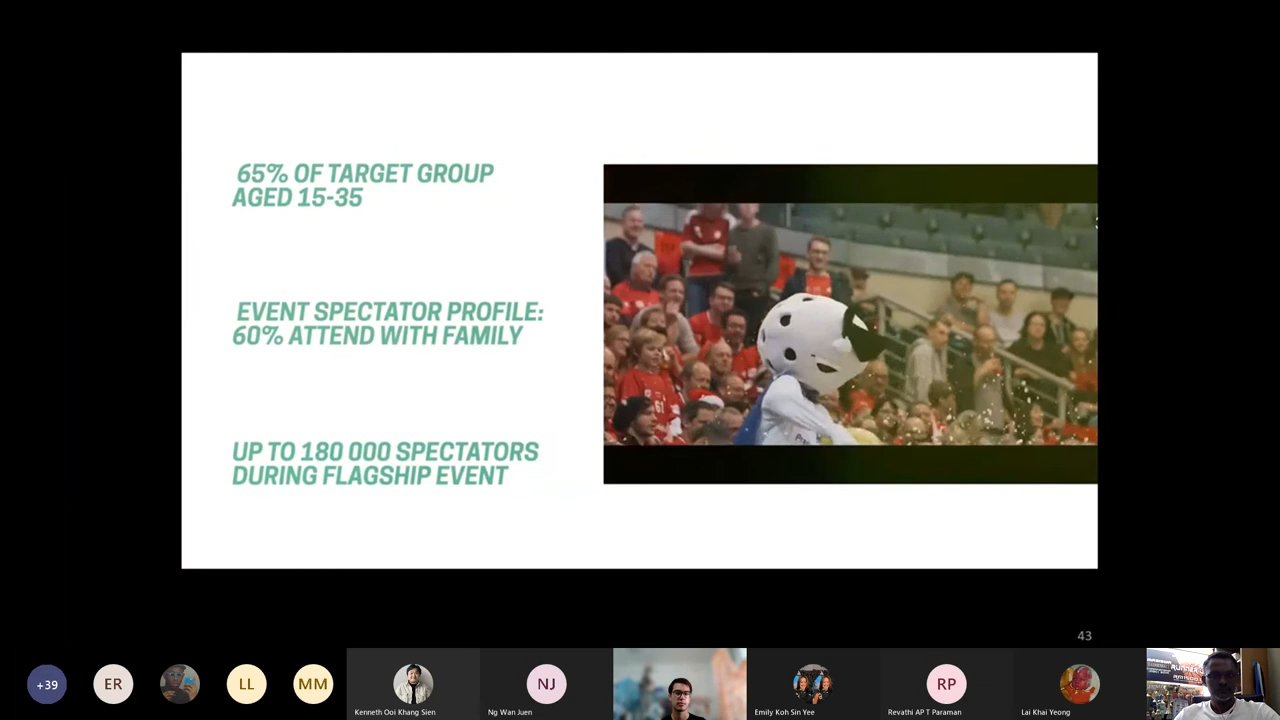 65% OF TARGET GROUP
AGED 15-35
EVENT SPECTATOR PROFILE:
60% ATTEND WITH FAMILY
UP TO 180 000 SPECTATORS
DURING FLAGSHIP EVENT
43
+39
ER
LL
MM
NJ
RP
Kenneth Ooi Khang Sien
Ng Wan Juen
Emily Koh Sin Yee
Revathi AP T Paraman
Lai Khai Yeong